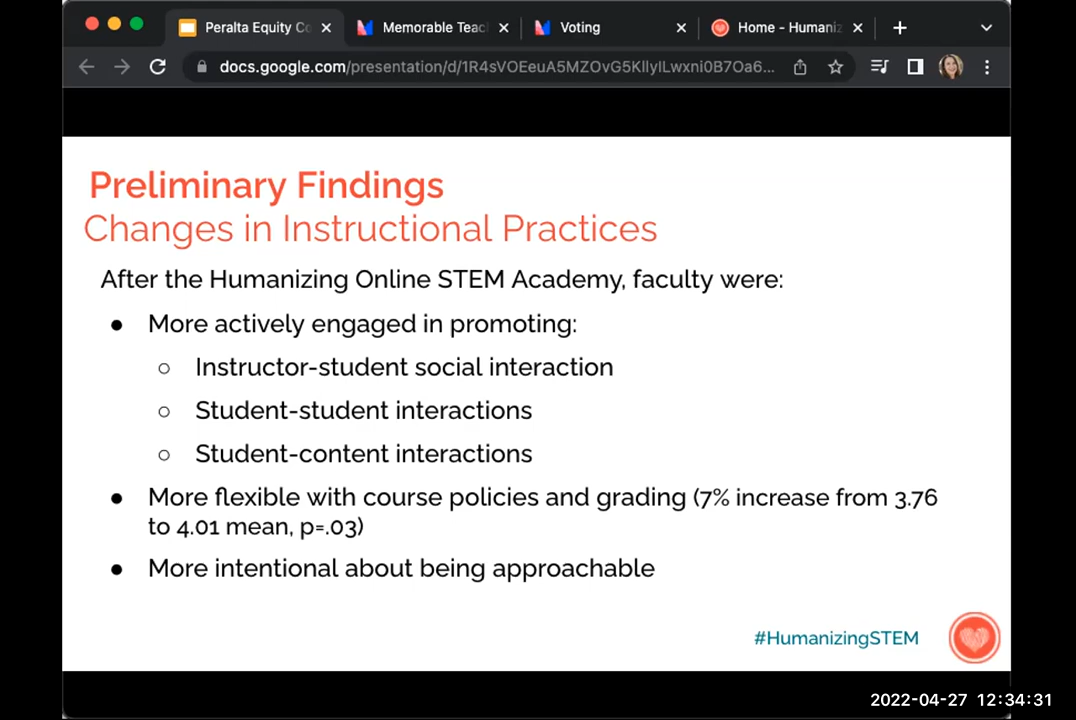 Peralta Equity Co
Memorable Teac
Voting
Home - Humaniz
docs.google.com/presentation/d/1R4sVOEeuA5MZOvG5KllyILwxni0B7Oa6...
Preliminary Findings
Changes in Instructional Practices
After the Humanizing Online STEM Academy, faculty were:
● More actively engaged in promoting:
○ Instructor-student social interaction
○ Student-student interactions
○ Student-content interactions
● More flexible with course policies and grading (7% increase from 3.76
to 4.01 mean, p=.03)
● More intentional about being approachable
#HumanizingSTEM
2022-04-27 12:34:31